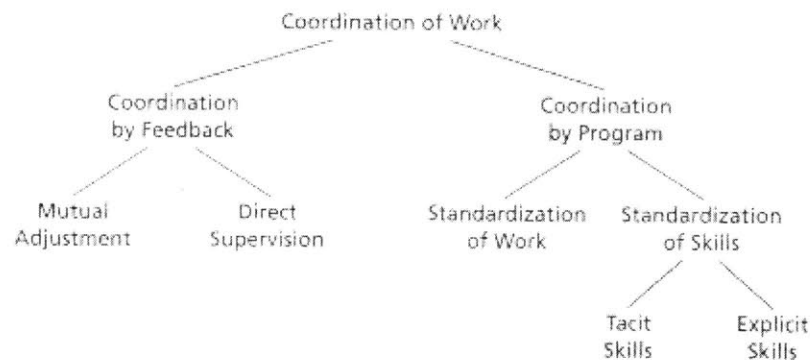 Coordination of Work
Coordination
by Feedback
Coordination
by Program
Mutual
Adjustment
Direct
Supervision
Standardization
of Work
Standardization
of Skills
Tacit
Skills
Explicit
Skills